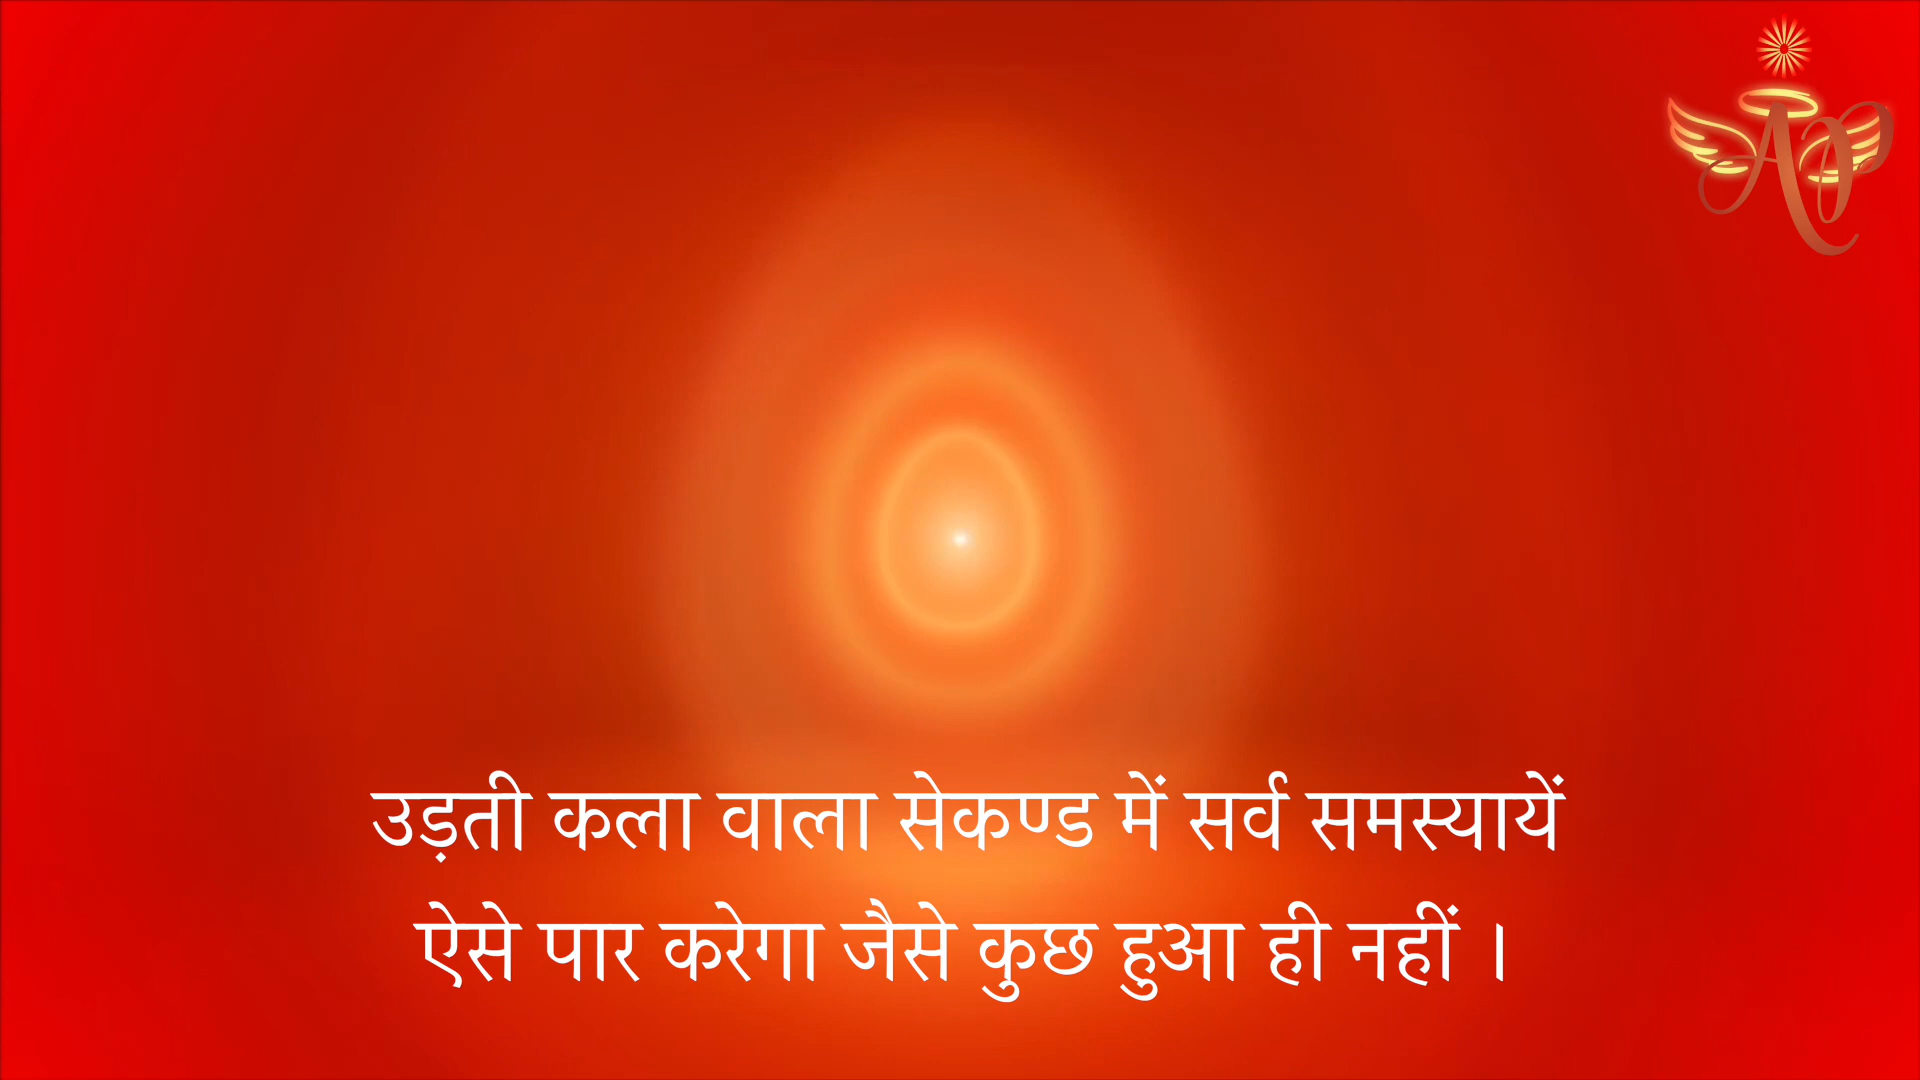 उड़ती कला वाला सेकण्ड में सर्व समस्यायें
ऐसे पार करेगा जैसे कुछ हुआ ही नहीं ।